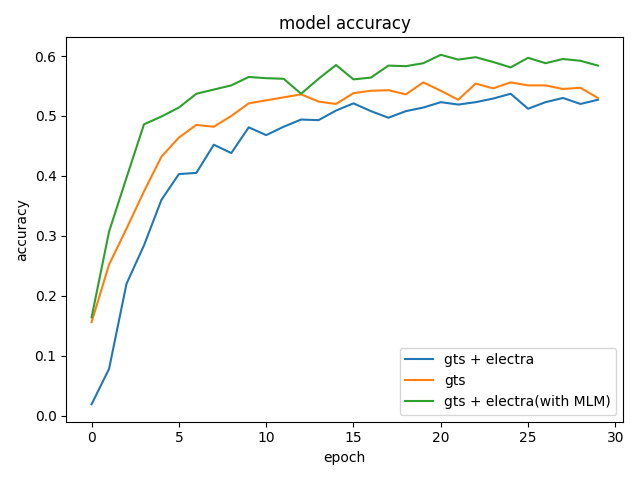 model accuracy
accuracy
0.6
0.5
0.4
0.3
0.2
0.1
0.0
gts + electra
gts
gts + electra(with MLM)
0 5 10 15 20 25 30
epoch